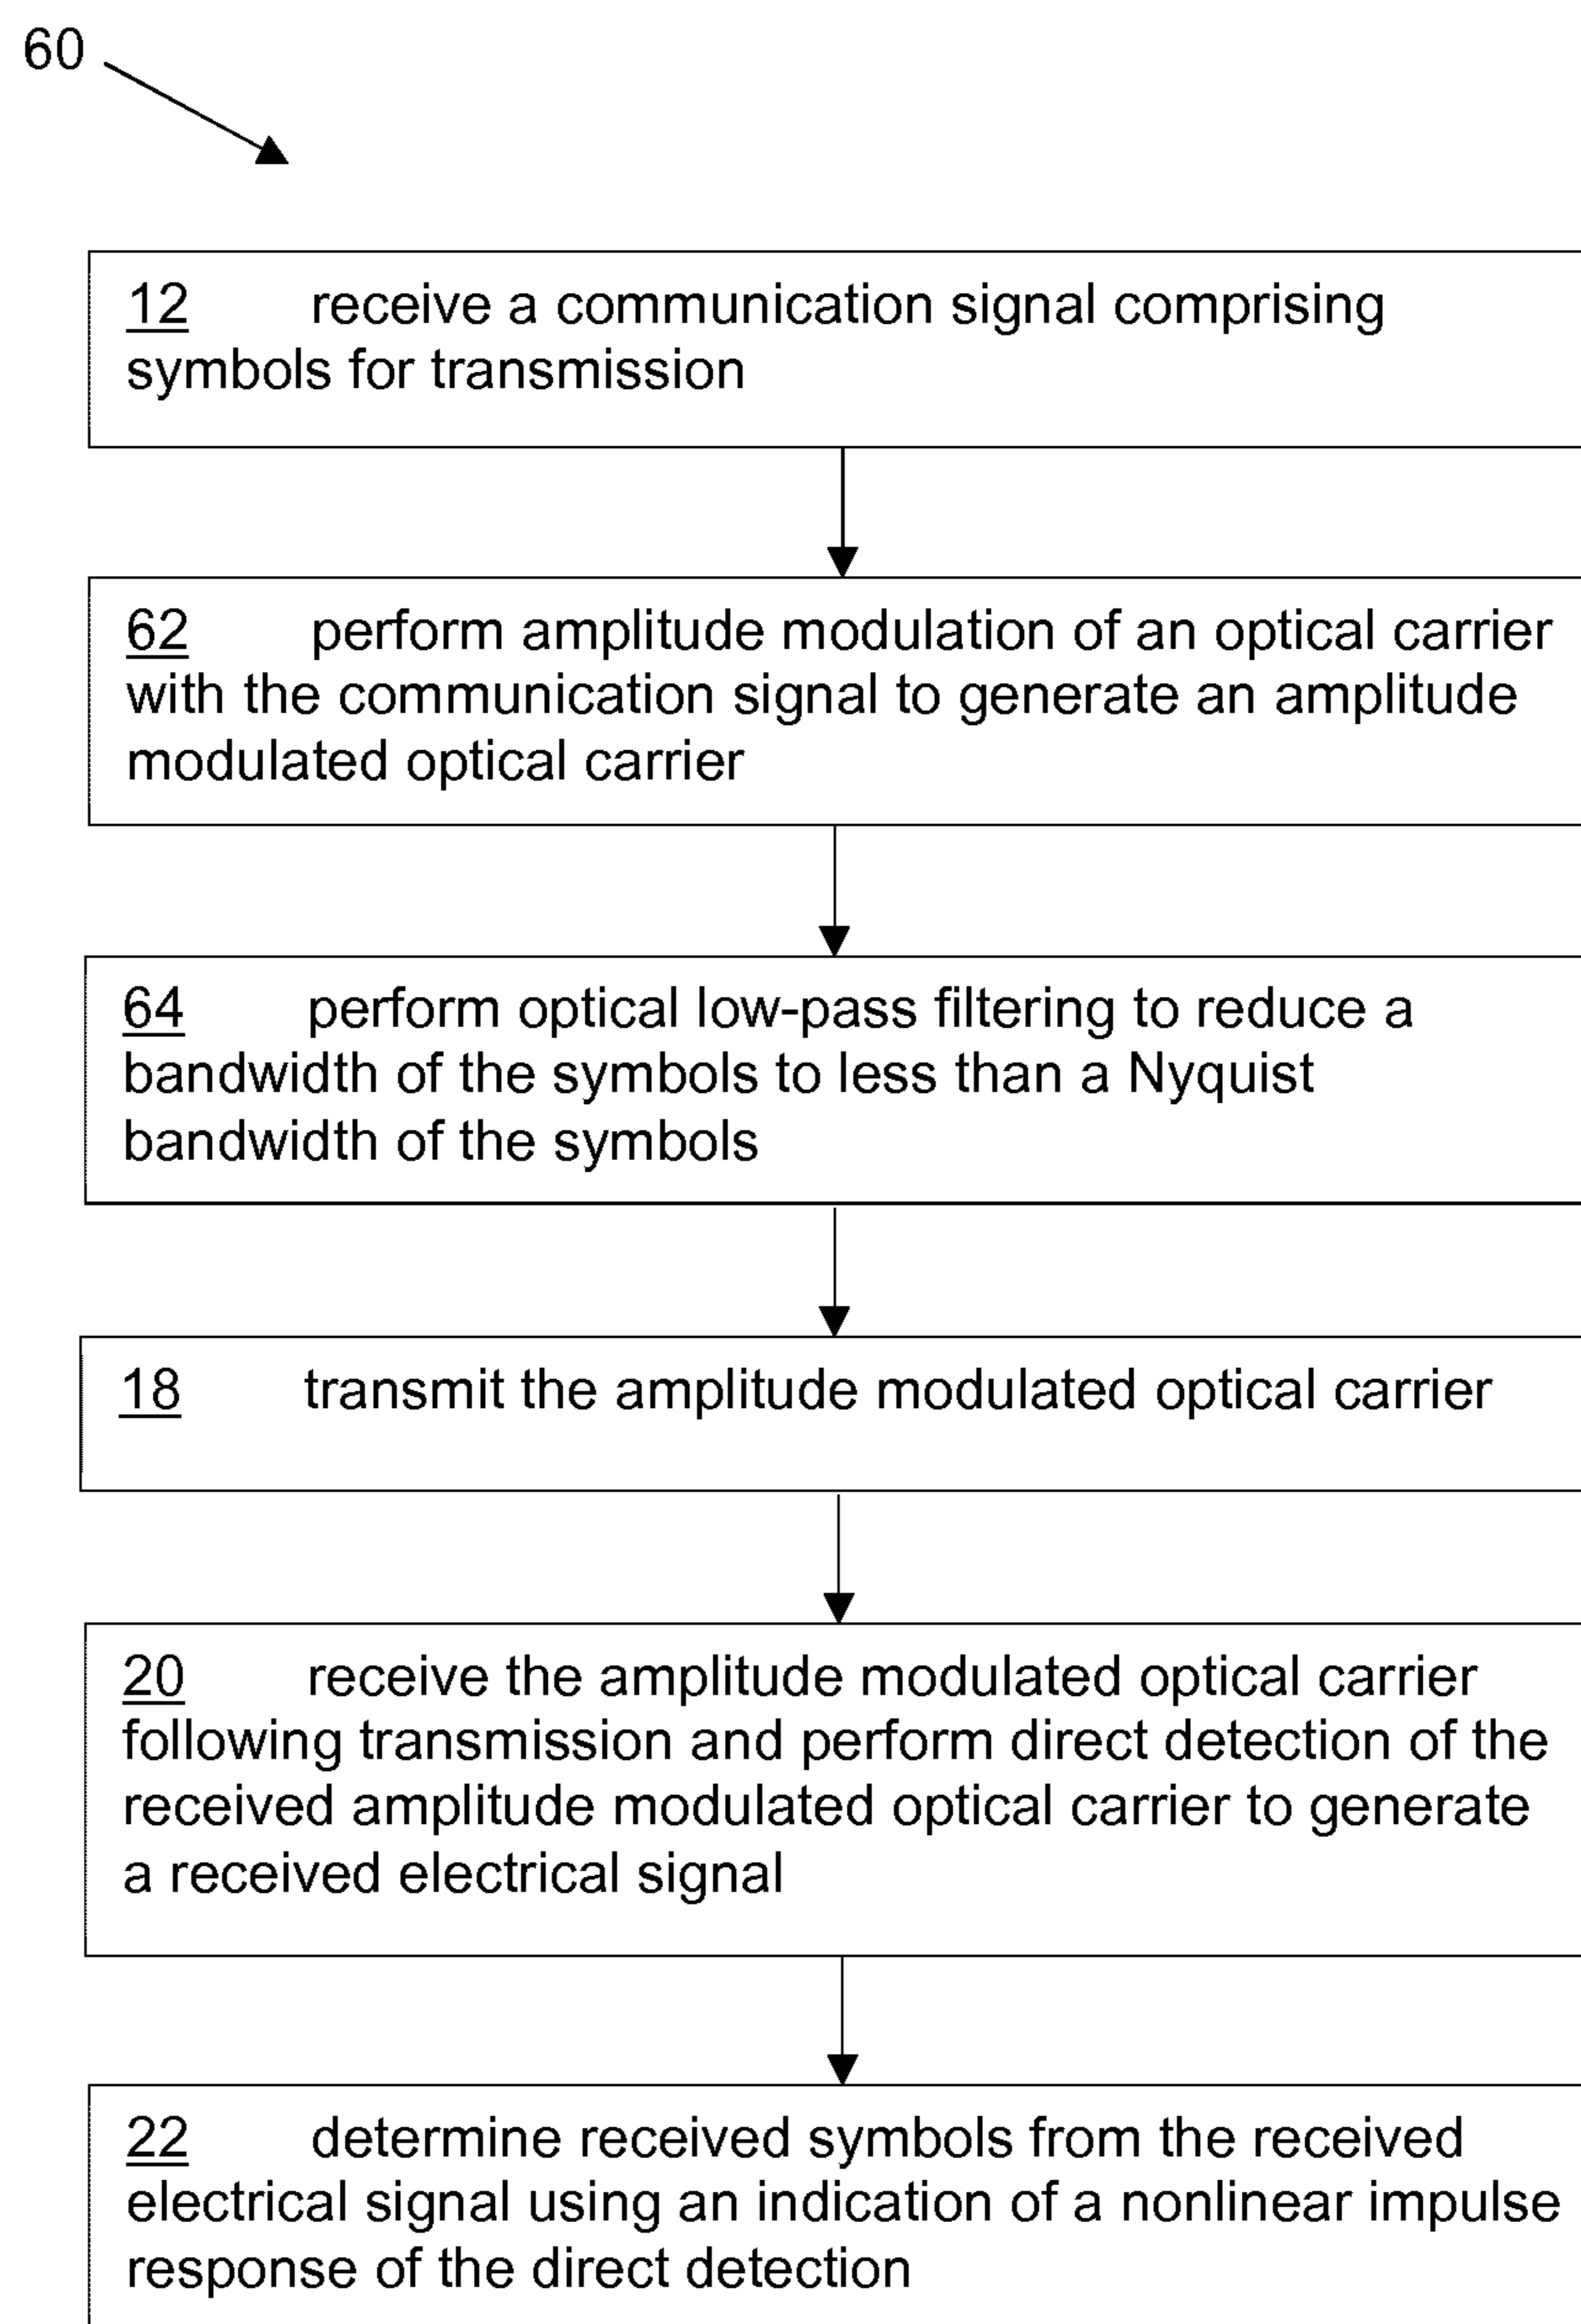 60
12 receive a communication signal comprising
symbols for transmission
62 perform amplitude modulation of an optical carrier
with the communication signal to generate an amplitude
modulated optical carrier
64 perform optical low-pass filtering to reduce a
bandwidth of the symbols to less than a Nyquist
bandwidth of the symbols
18 transmit the amplitude modulated optical carrier
20 receive the amplitude modulated optical carrier
following transmission and perform direct detection of the
received amplitude modulated optical carrier to generate
a received electrical signal
22 determine received symbols from the received
electrical signal using an indication of a nonlinear impulse
response of the direct detection